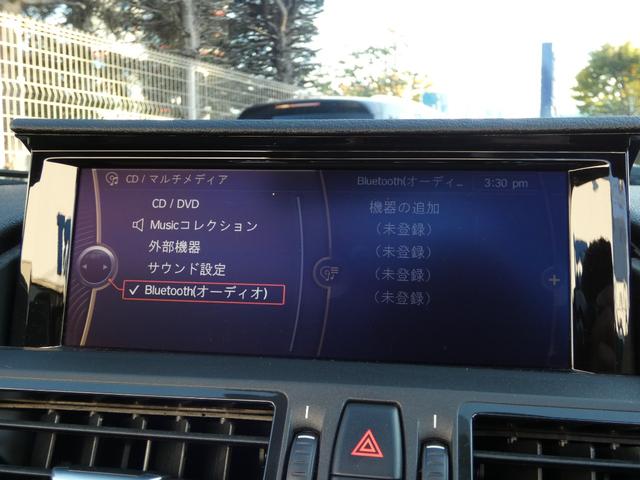 CD / マルチメディア
CD / DVD
Musicコレクション
外部機器
サウンド設定
✓ Bluetooth(オーディオ)
Bluetooth(オーディ...
3:30 pm
機器の追加
（未登録）
（未登録）
（未登録）
（未登録）